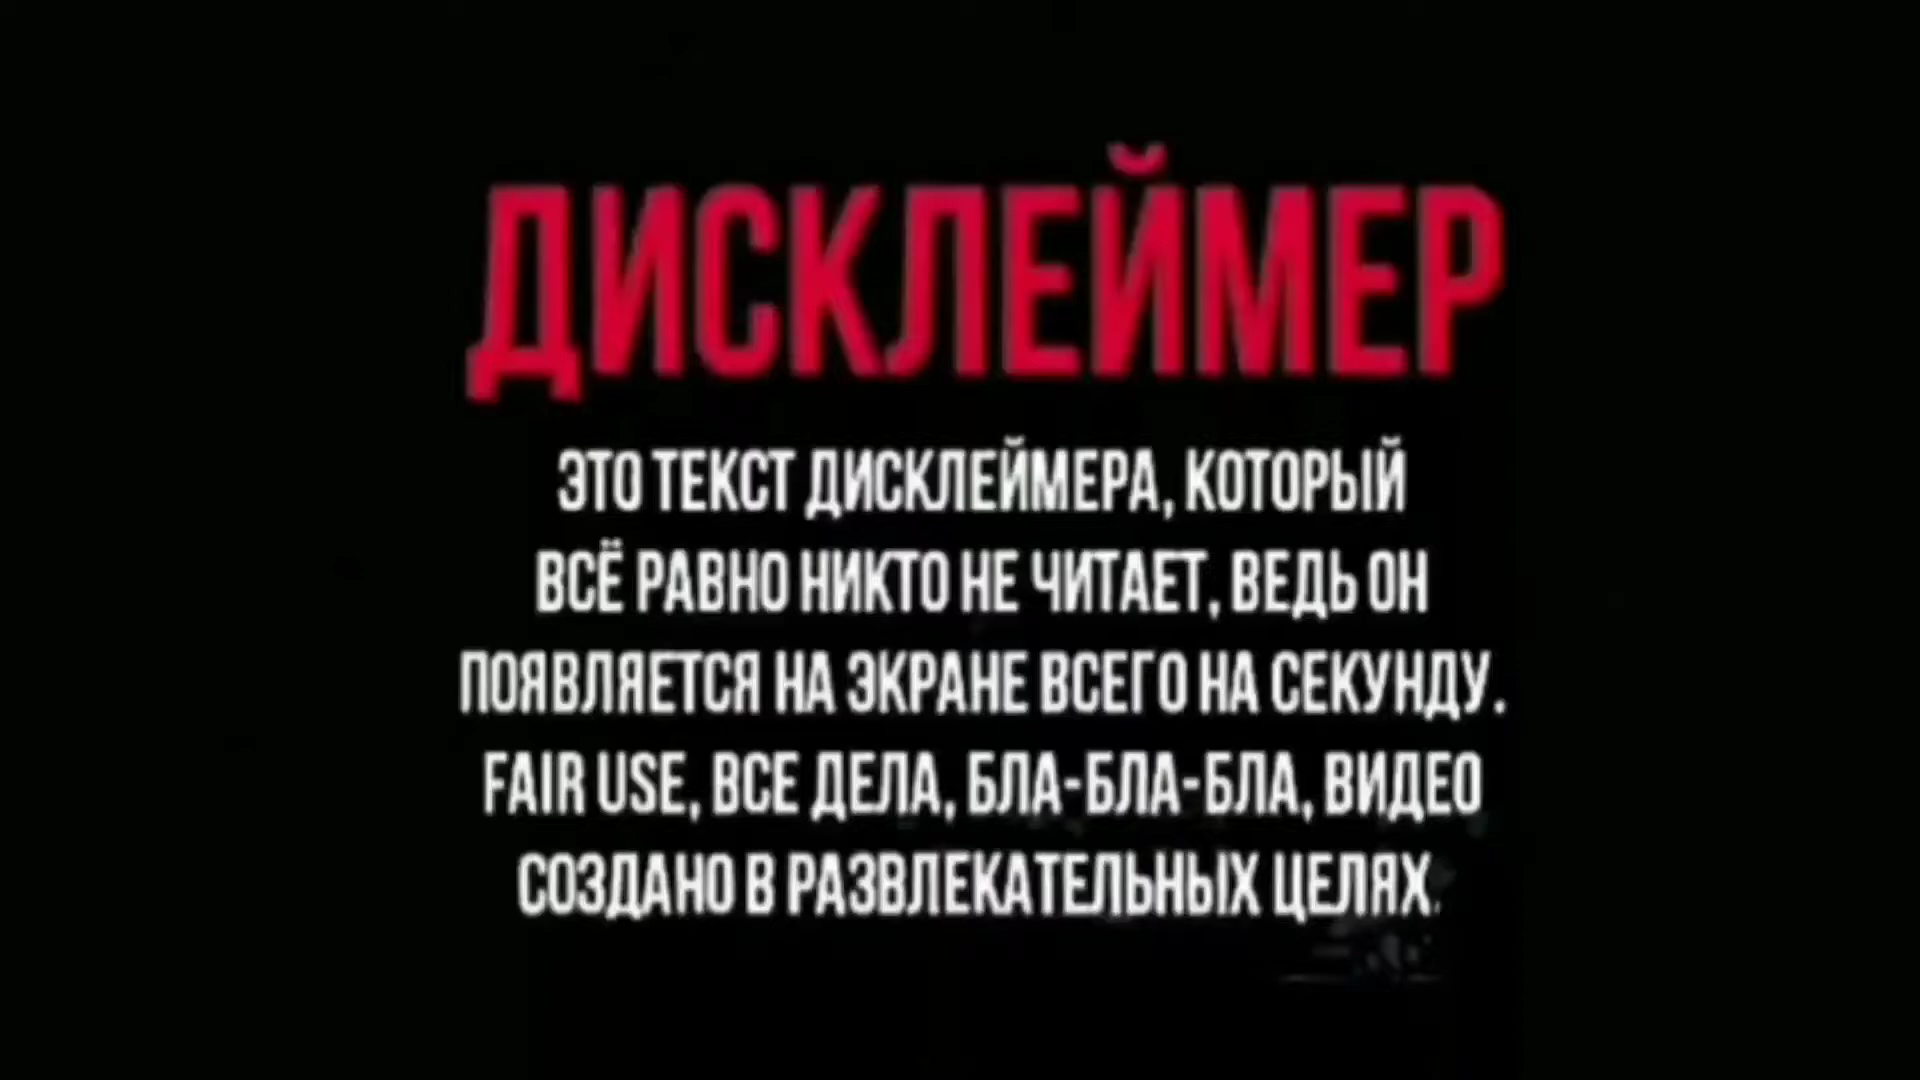 ДИСКЛЕЙМЕР
ЭТО ТЕКСТ ДИСКЛЕЙМЕРА, КОТОРЫЙ
ВСЁ РАВНО НИКТО НЕ ЧИТАЕТ, ВЕДЬ ОН
ПОЯВЛЯЕТСЯ НА ЭКРАНЕ ВСЕГО НА СЕКУНДУ.
FAIR USE, ВСЕ ДЕЛА, БЛА-БЛА-БЛА, ВИДЕО
СОЗДАНО В РАЗВЛЕКАТЕЛЬНЫХ ЦЕЛЯХ.